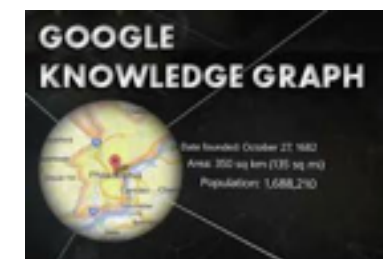 GOOGLE
KNOWLEDGE GRAPH
Date founded: October 27, 1682
Area: 350 sq km (135 sq mi)
Population: 1,688,210
Camden